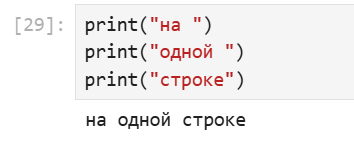 [29]: print("на ")
print("одной ")
print("строке")
на одной строке